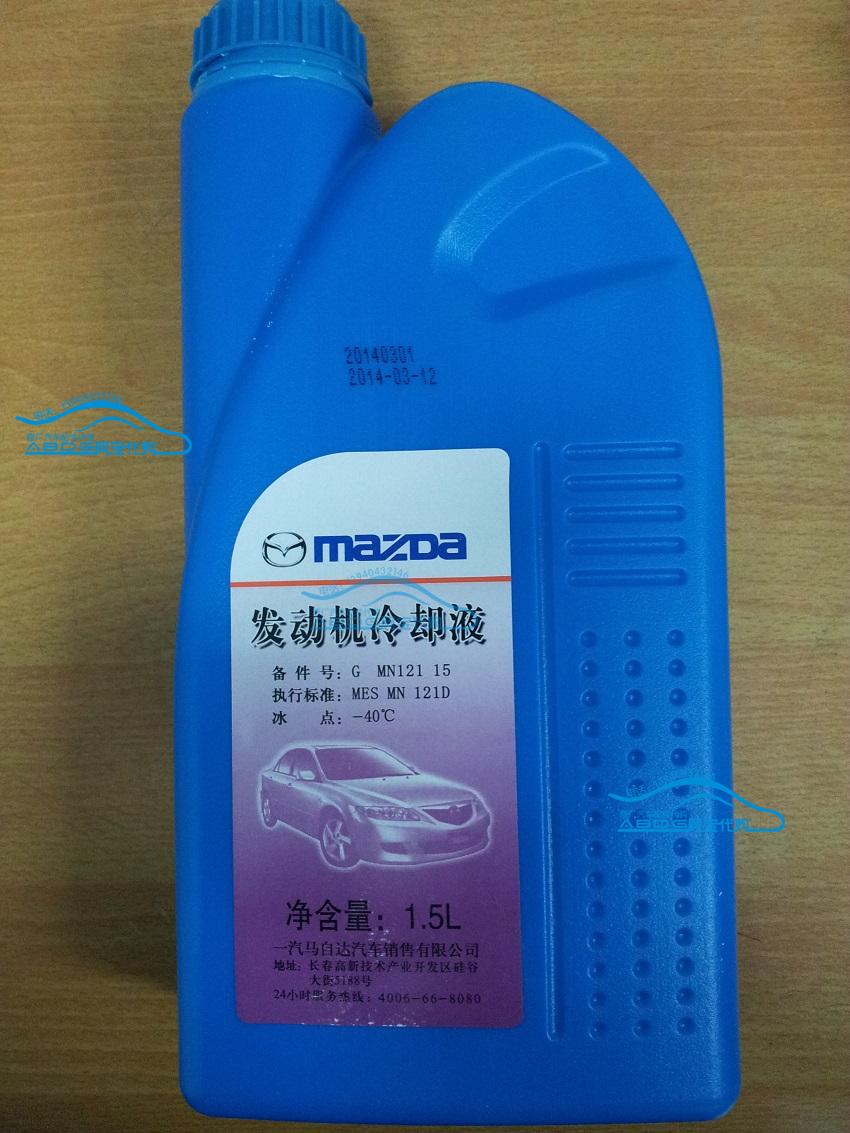 20140301
2014-03-12
mazda
发动机冷却液
备件号：G MN121 15
执行标准：MES MN 121D
冰 点：-40℃
净含量：1.5L
一汽马自达汽车销售有限公司
地址：长春高新技术产业开发区硅谷
大街5188号
24小时服务热线：4006-66-8080